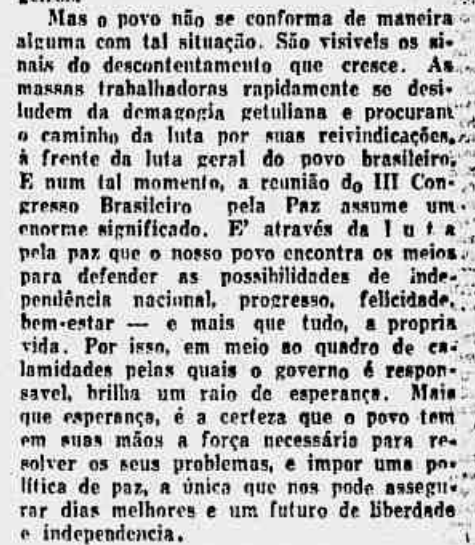 Mas o povo não se conforma de maneira
alguma com tal situação. São visiveis os si-
nais do descontentamento que cresce. As
massas trabalhadoras rapidamente se desi-
ludem da demagogia getuliana e procuram
o caminho da luta por suas reivindicações,
à frente da luta geral do povo brasileiro.
E num tal momento, a reunião do III Con-
gresso Brasileiro pela Paz assume um
enorme significado. E' através da luta
pela paz que o nosso povo encontra os meios
para defender as possibilidades de inde-
pendência nacional, progresso, felicidade,
bem-estar — e mais que tudo, a propria
vida. Por isso, em meio ao quadro de ca-
lamidades pelas quais o governo é respon-
savel, brilha um raio de esperança. Mais
que esperança, é a certeza que o povo tem
em suas mãos a força necessária para re-
solver os seus problemas, e impor uma po-
lítica de paz, a única que nos pode assegu-
rar dias melhores e um futuro de liberdade
e independencia.